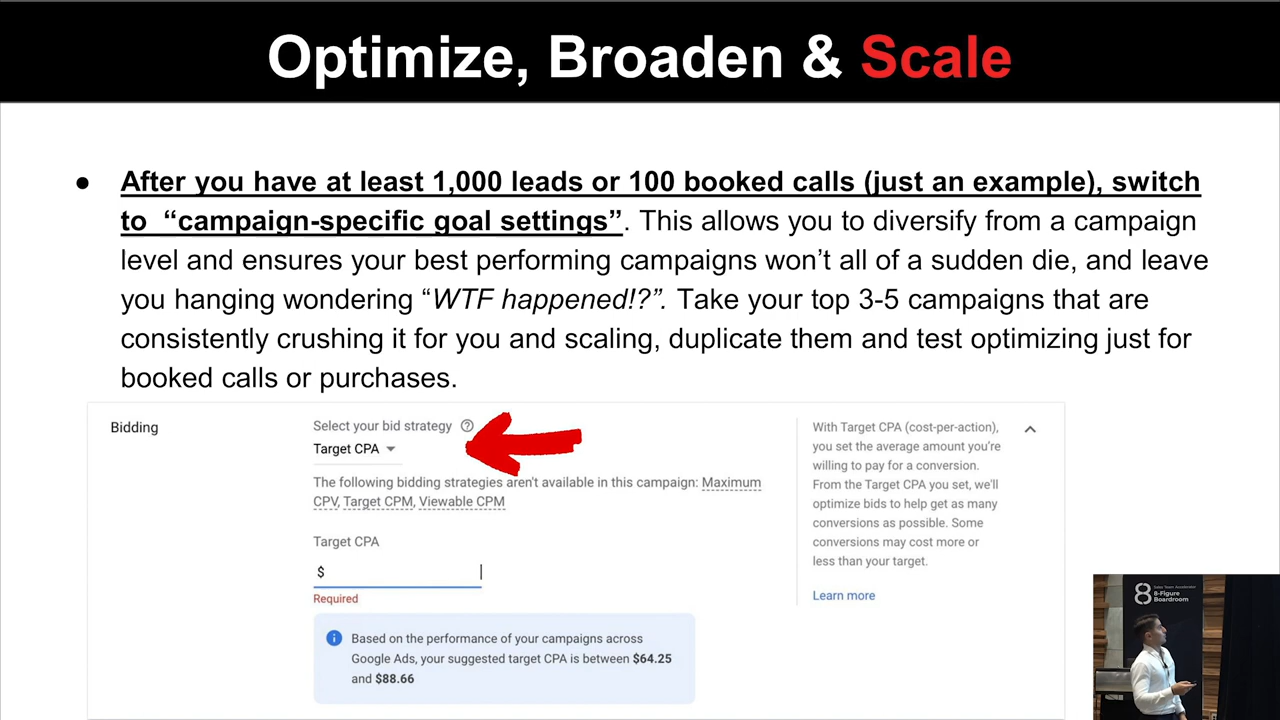 Optimize, Broaden & Scale
● After you have at least 1,000 leads or 100 booked calls (just an example), switch
to “campaign-specific goal settings”. This allows you to diversify from a campaign
level and ensures your best performing campaigns won’t all of a sudden die, and leave
you hanging wondering “WTF happened!?”. Take your top 3-5 campaigns that are
consistently crushing it for you and scaling, duplicate them and test optimizing just for
booked calls or purchases.
Bidding
Select your bid strategy
Target CPA
The following bidding strategies aren't available in this campaign: Maximum
CPV, Target CPM, Viewable CPM
Target CPA
$
Required
Based on the performance of your campaigns across
Google Ads, your suggested target CPA is between $64.25
and $88.66
With Target CPA (cost-per-action),
you set the average amount you're
willing to pay for a conversion.
From the Target CPA you set, we'll
optimize bids to help get as many
conversions as possible. Some
conversions may cost more or
less than your target.
Learn more
8
Sales Team Accelerator
8-Figure
Boardroom